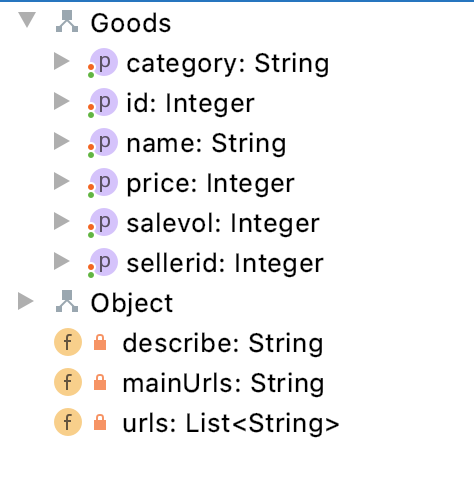 Goods
p category: String
p id: Integer
p name: String
p price: Integer
p salevol: Integer
p sellerid: Integer
Object
f describe: String
f mainUrls: String
f urls: List<String>